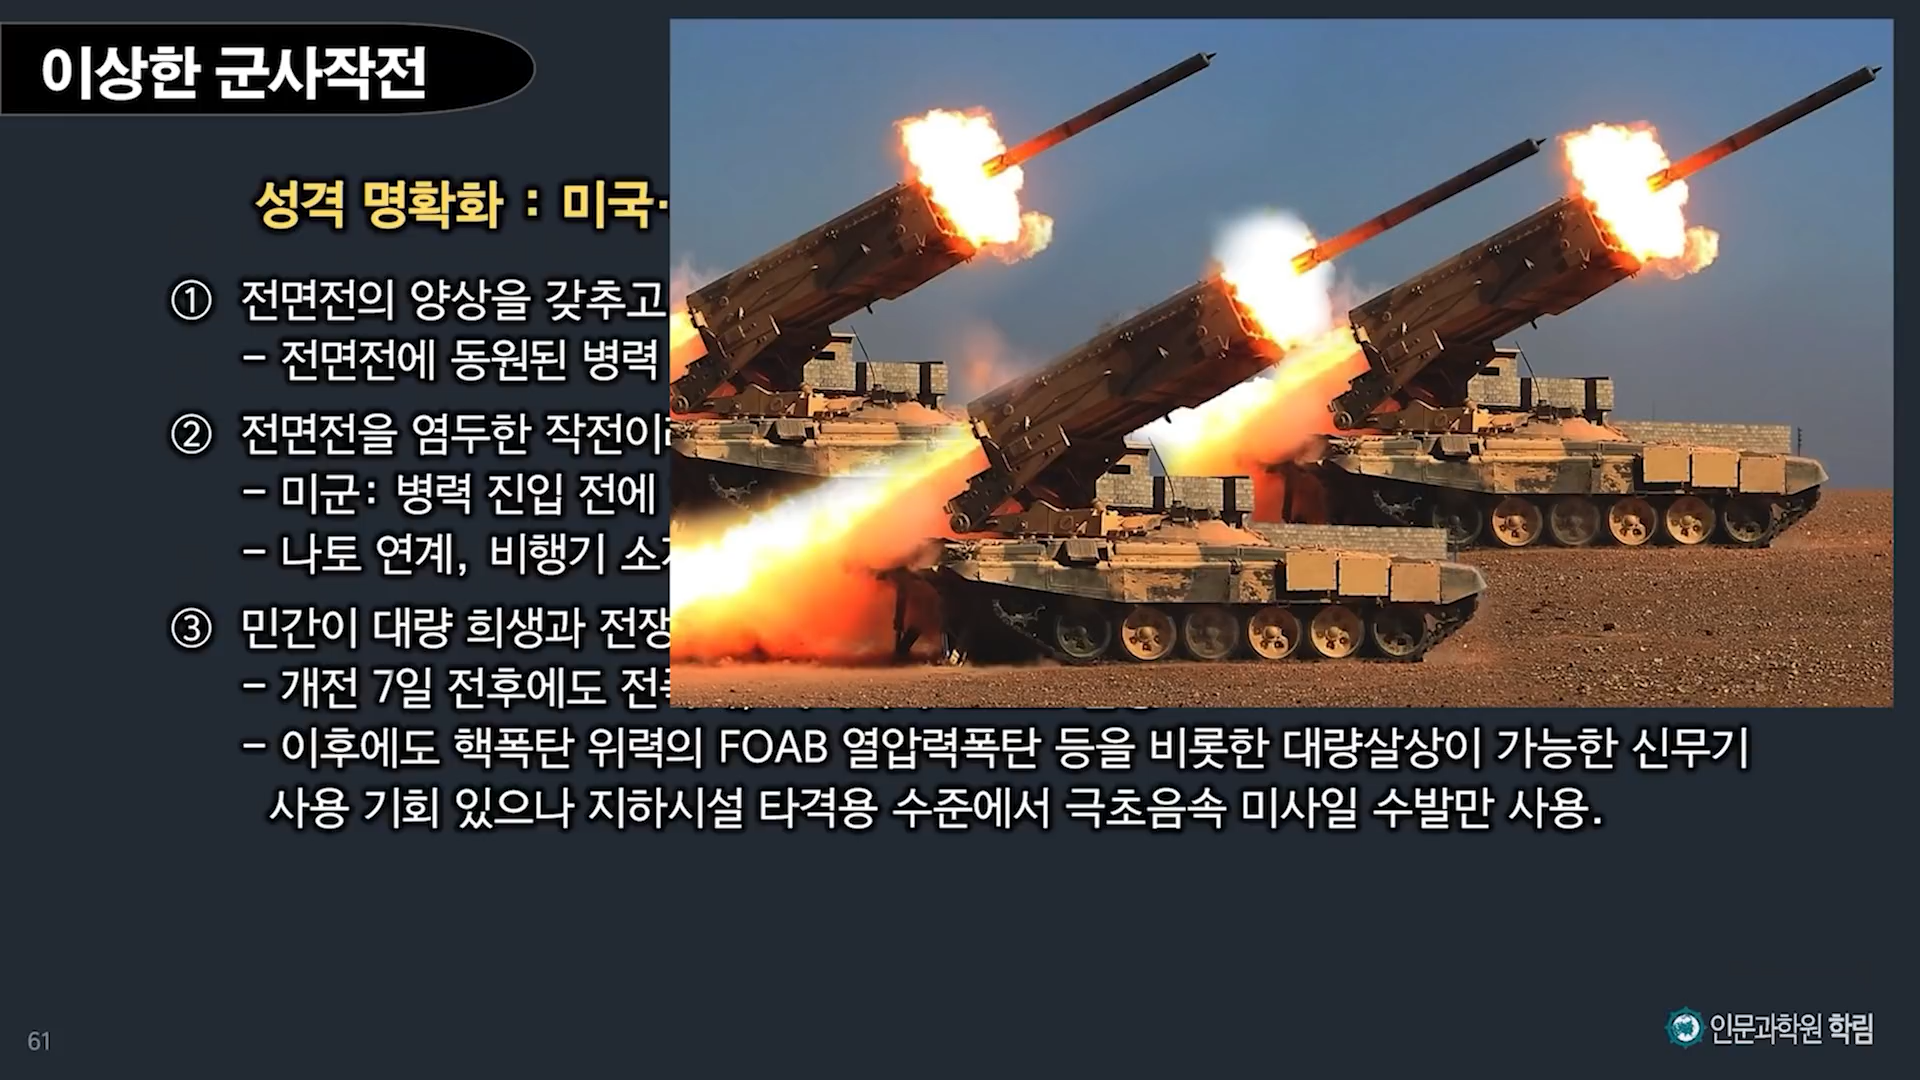 이상한 군사작전
성격 명확화 : 미국·
① 전면전의 양상을 갖추고
– 전면전에 동원된 병력
② 전면전을 염두한 작전이
– 미군: 병력 진입 전에
– 나토 연계, 비행기
③ 민간이 대량 희생과 전쟁
– 개전 7일 전후에도
– 이후에도 핵폭탄 위력의 FOAB 열압력폭탄 등을 비롯한 대량살상이 가능한 신무기
사용 기회 있으나 지하시설 타격용 수준에서 극초음속 미사일 수발만 사용.
61
인문과학원 학림